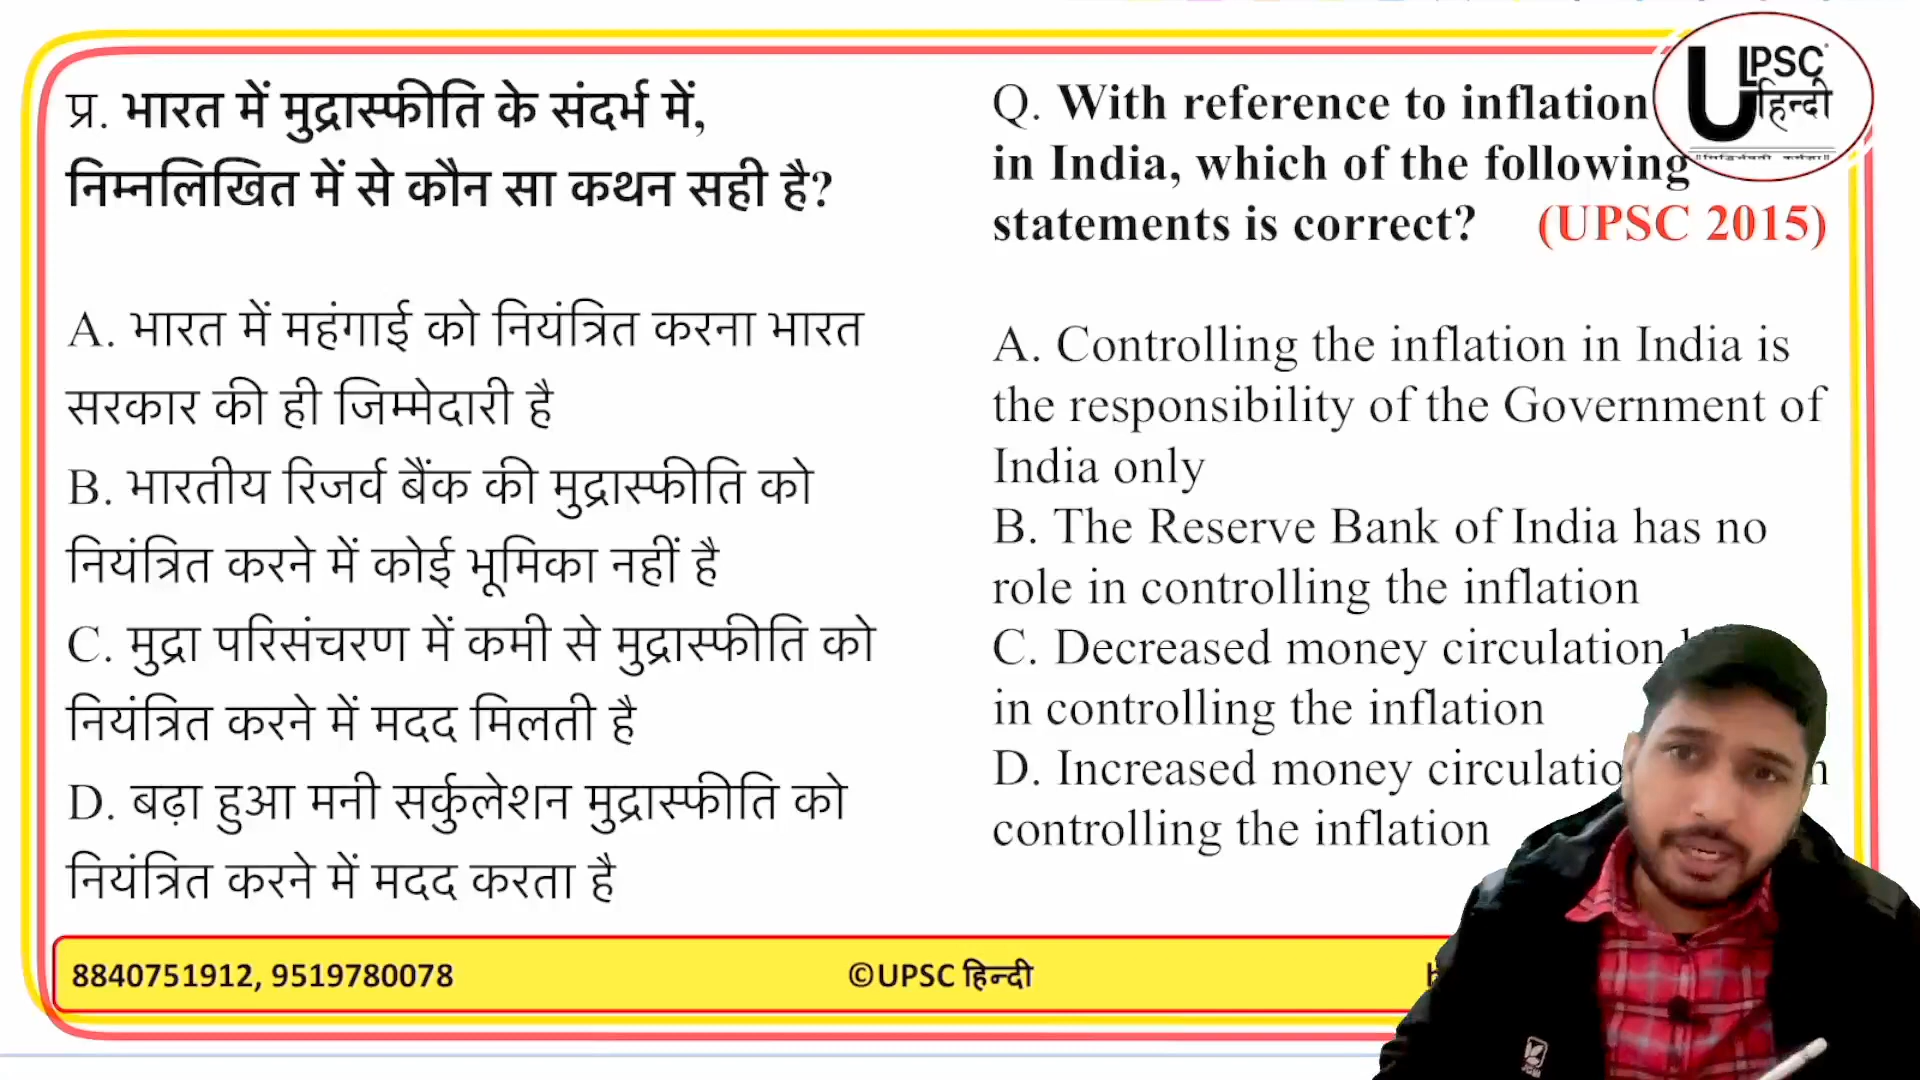 प्र. भारत में मुद्रास्फीति के संदर्भ में,
निम्नलिखित में से कौन सा कथन सही है?
A. भारत में महंगाई को नियंत्रित करना भारत
सरकार की ही जिम्मेदारी है
B. भारतीय रिजर्व बैंक की मुद्रास्फीति को
नियंत्रित करने में कोई भूमिका नहीं है
C. मुद्रा परिसंचरण में कमी से मुद्रास्फीति को
नियंत्रित करने में मदद मिलती है
D. बढ़ा हुआ मनी सर्कुलेशन मुद्रास्फीति को
नियंत्रित करने में मदद करता है
Q. With reference to inflation
in India, which of the following
statements is correct? (UPSC 2015)
A. Controlling the inflation in India is
the responsibility of the Government of
India only
B. The Reserve Bank of India has no
role in controlling the inflation
C. Decreased money circulation
in controlling the inflation
D. Increased money
controlling the inflation
UPSC
हिन्दी
8840751912, 9519780078
©UPSC हिन्दी